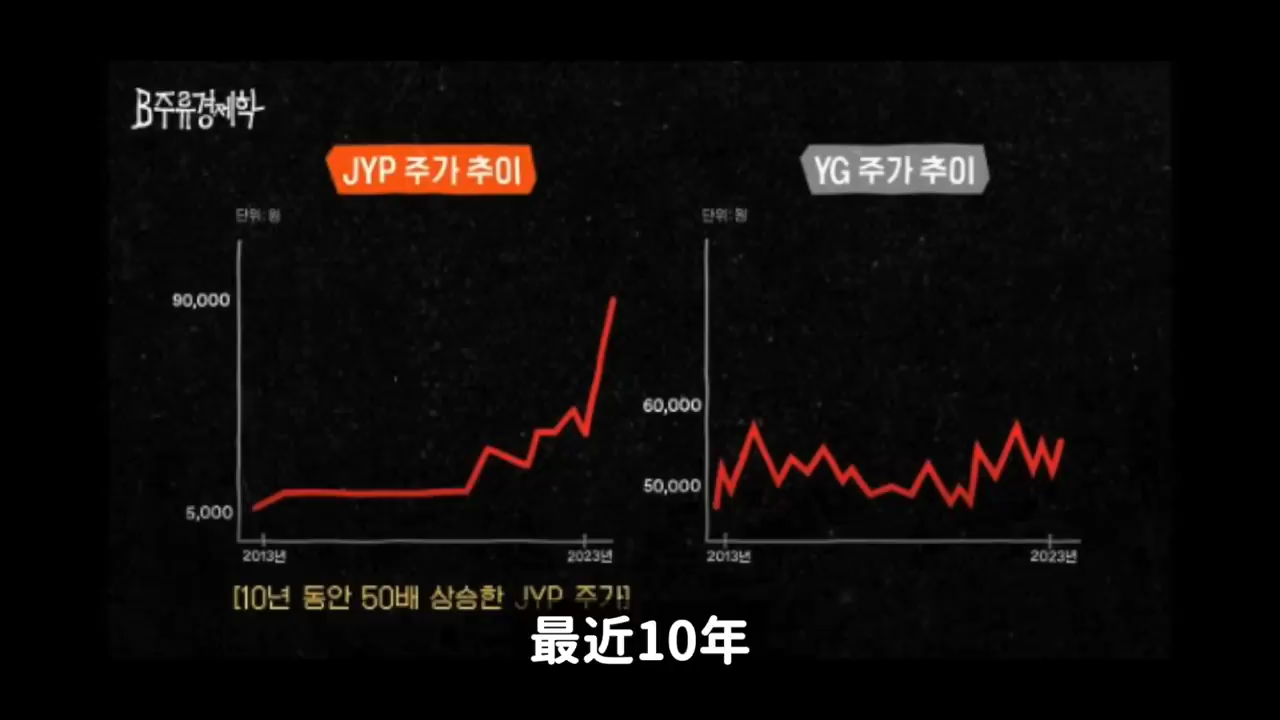 B주류경제학
JYP 주가 추이
단위: 원
90,000
5,000
2013년
2023년
[10년 동안 50배 상승한 JYP 주가]
YG 주가 추이
단위: 원
60,000
50,000
2013년
2023년
最近10年